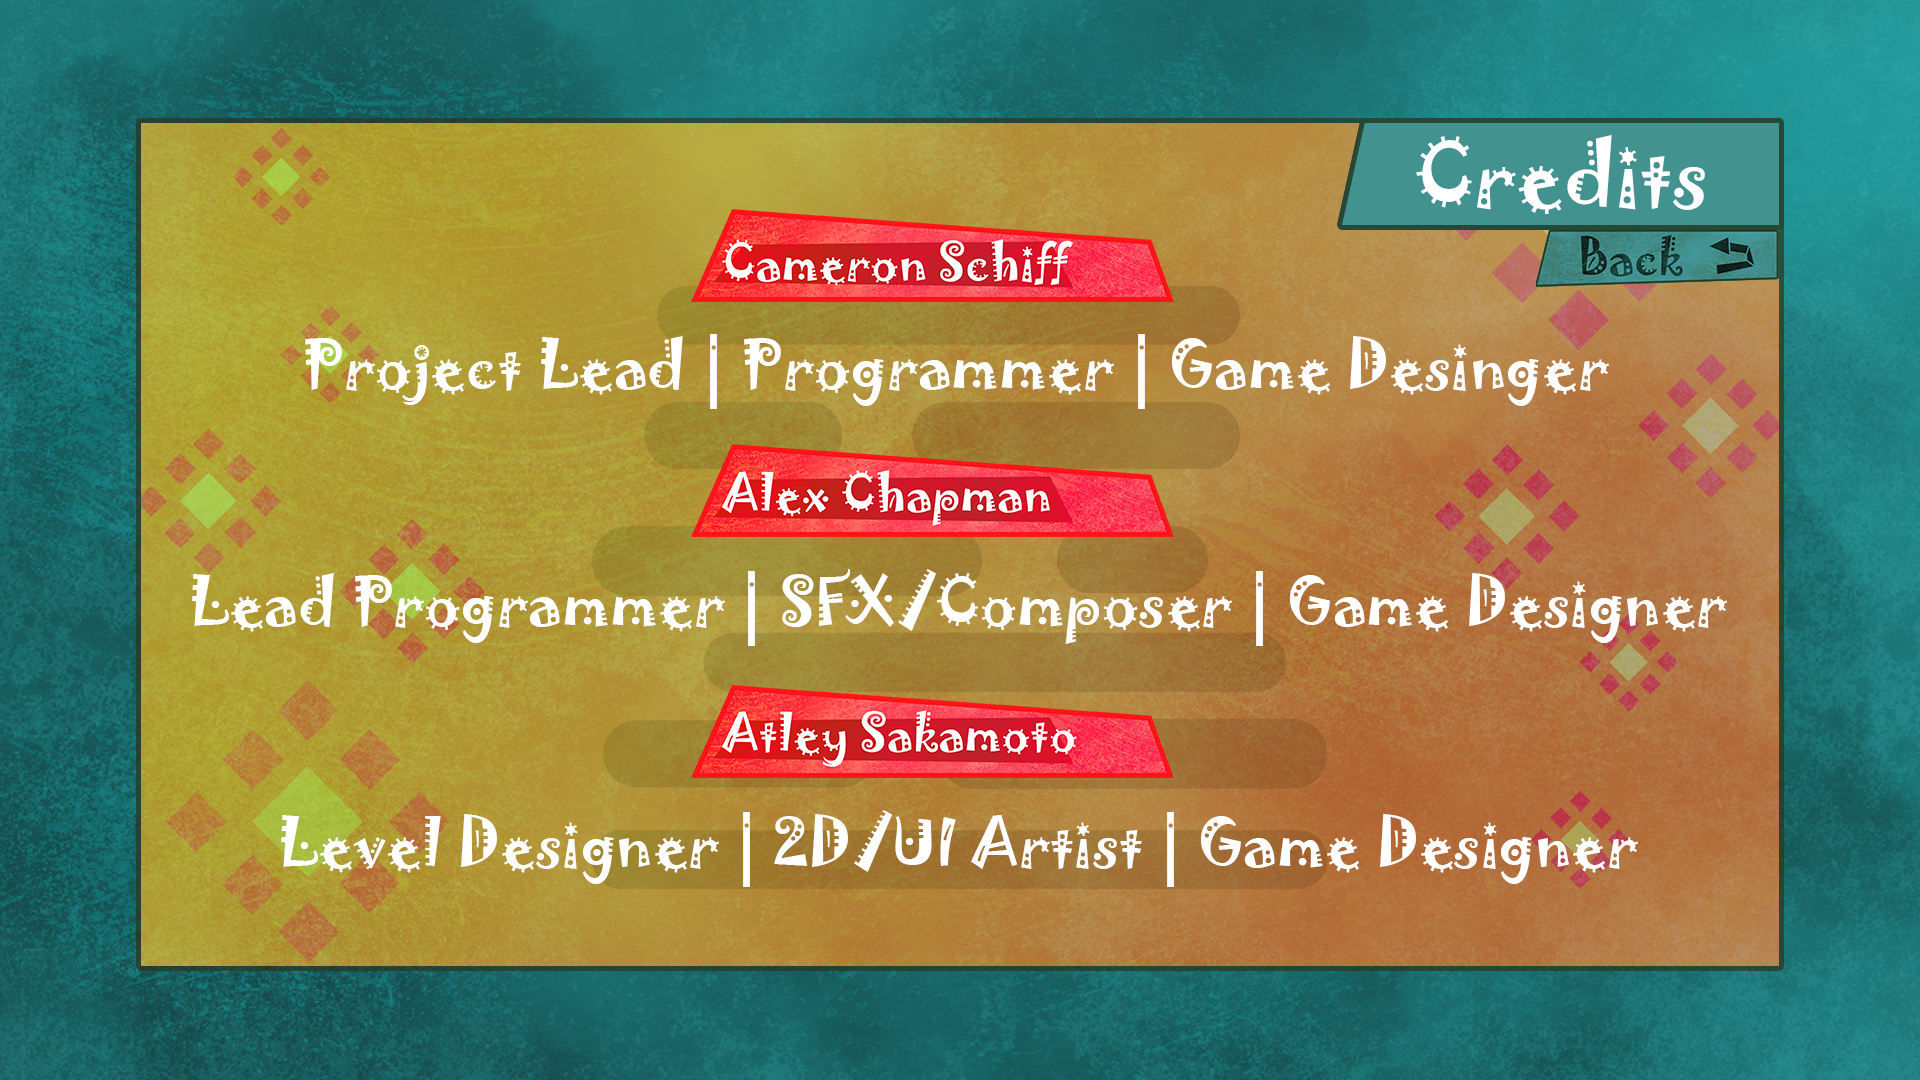 Credits
Back
Cameron Schiff
Project Lead | Programmer | Game Desinger
Alex Chapman
Lead Programmer | SFX/Composer | Game Designer
Atley Sakamoto
Level Designer | 2D/UI Artist | Game Designer